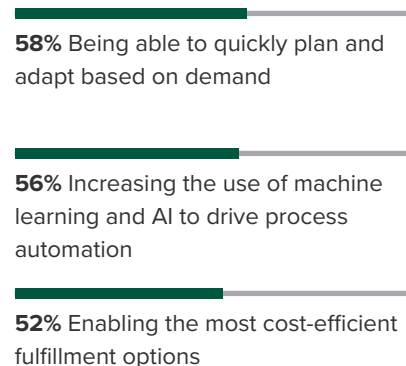 58% Being able to quickly plan and
adapt based on demand
56% Increasing the use of machine
learning and AI to drive process
automation
52% Enabling the most cost-efficient
fulfillment options